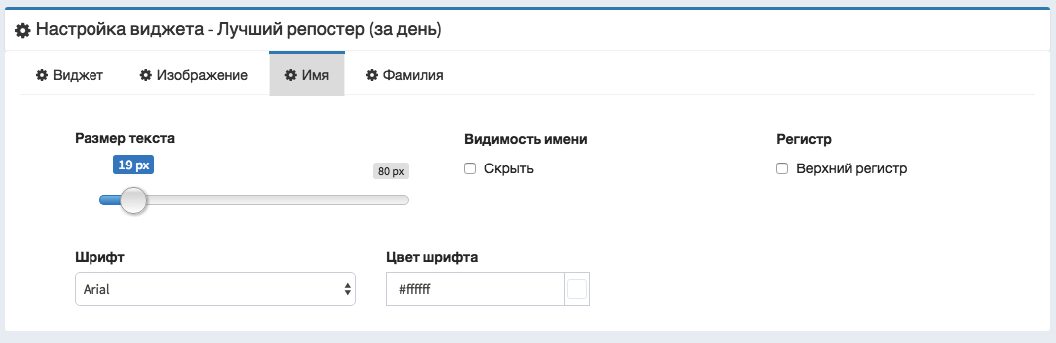 Настройка виджета - Лучший репостер (за день)
Виджет Изображение Имя Фамилия
Размер текста Видимость имени Регистр
19 px 80 px Скрыть Верхний регистр
Шрифт Цвет шрифта
Arial #ffffff